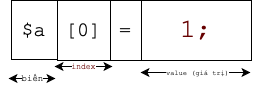 $a [0] = 1;
index
biến value (giá trị)